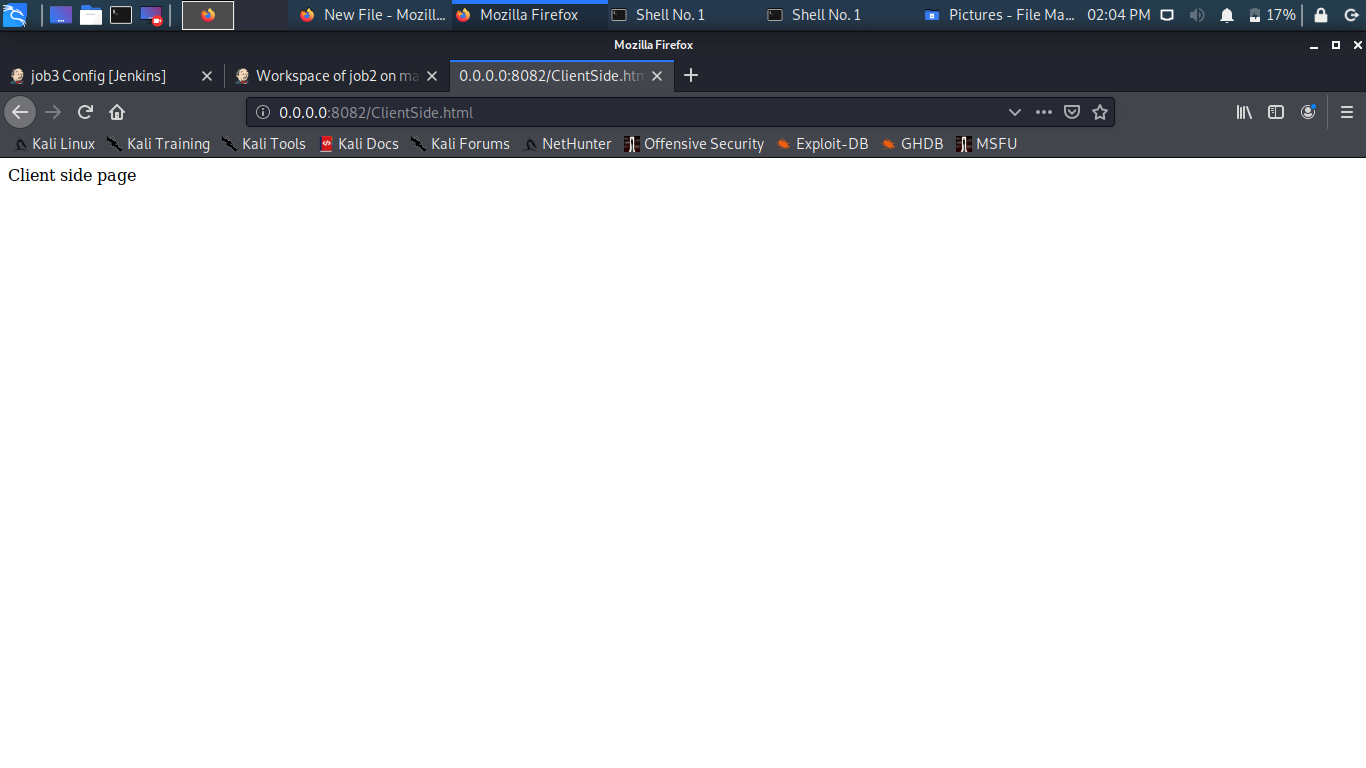 New File - Mozill... Mozilla Firefox Shell No. 1 Shell No. 1 Pictures - File Ma... 02:04 PM 17%
Mozilla Firefox
job3 Config [Jenkins] Workspace of job2 on ma 0.0.0.0:8082/ClientSide.htm
0.0.0.0:8082/ClientSide.html
Kali Linux Kali Training Kali Tools Kali Docs Kali Forums NetHunter Offensive Security Exploit-DB GHDB MSFU
Client side page